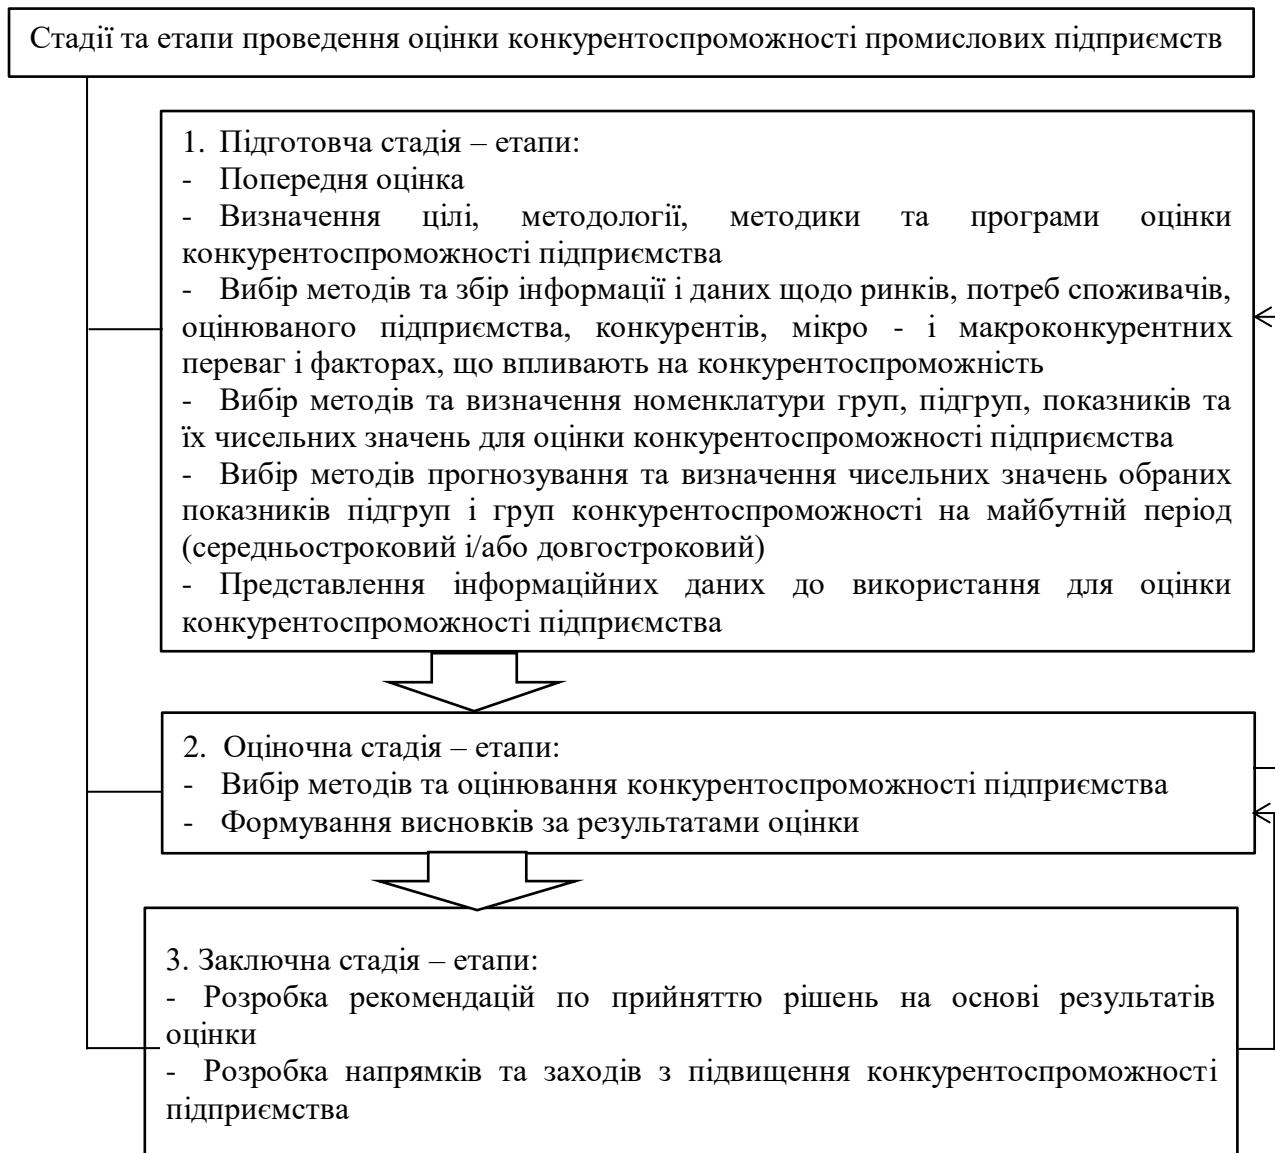 Стадії та етапи проведення оцінки конкурентоспроможності промислових підприємств
1. Підготовча стадія – етапи:
- Попередня оцінка
- Визначення цілі, методології, методики та програми оцінки
конкурентоспроможності підприємства
- Вибір методів та збір інформації і даних щодо ринків, потреб споживачів,
оцінюваного підприємства, конкурентів, мікро - і макроконкурентних
переваг і факторах, що впливають на конкурентоспроможність
- Вибір методів та визначення номенклатури груп, підгруп, показників та
їх чисельних значень для оцінки конкурентоспроможності підприємства
- Вибір методів прогнозування та визначення чисельних значень обраних
показників підгруп і груп конкурентоспроможності на майбутній період
(середньостроковий і/або довгостроковий)
- Представлення інформаційних даних до використання для оцінки
конкурентоспроможності підприємства
2. Оціночна стадія – етапи:
- Вибір методів та оцінювання конкурентоспроможності підприємства
- Формування висновків за результатами оцінки
3. Заключна стадія – етапи:
- Розробка рекомендацій по прийняттю рішень на основі результатів
оцінки
- Розробка напрямків та заходів з підвищення конкурентоспроможності
підприємства